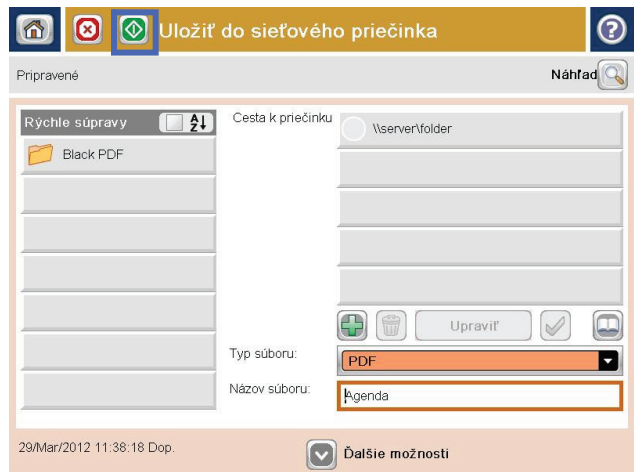 Uložiť do sieťového priečinka
Pripravené
Náhľad
Rýchle súpravy
Cesta k priečinku
\\server\folder
Black PDF
Upraviť
Typ súboru:
PDF
Názov súboru:
Agenda
29/Mar/2012 11:38:18 Dop.
Ďalšie možnosti